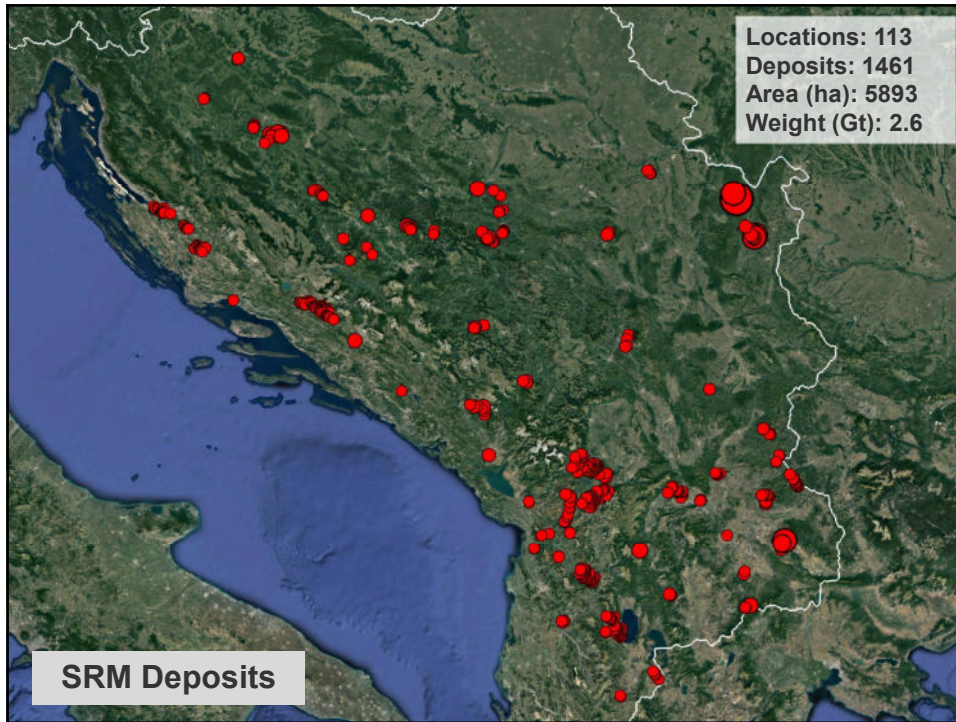 Locations: 113
Deposits: 1461
Area (ha): 5893
Weight (Gt): 2.6
SRM Deposits